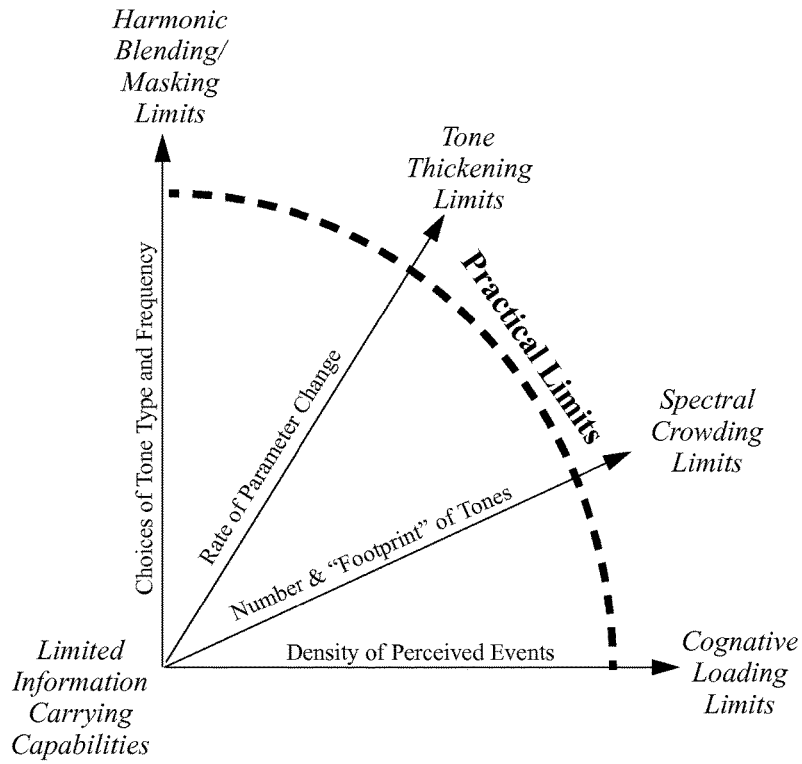 Harmonic
Blending/
Masking
Limits
Tone
Thickening
Limits
Practical Limits
Choices of Tone Type and Frequency
Rate of Parameter Change
Spectral
Crowding
Limits
Number & “Footprint” of Tones
Density of Perceived Events
Limited
Information
Carrying
Capabilities
Cognative
Loading
Limits